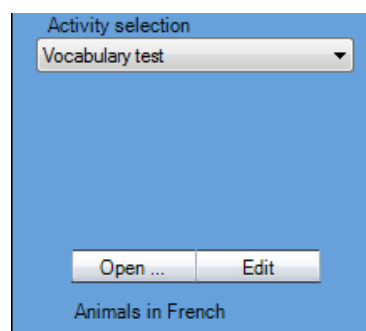 Activity selection
Vocabulary test
Open ... Edit
Animals in French